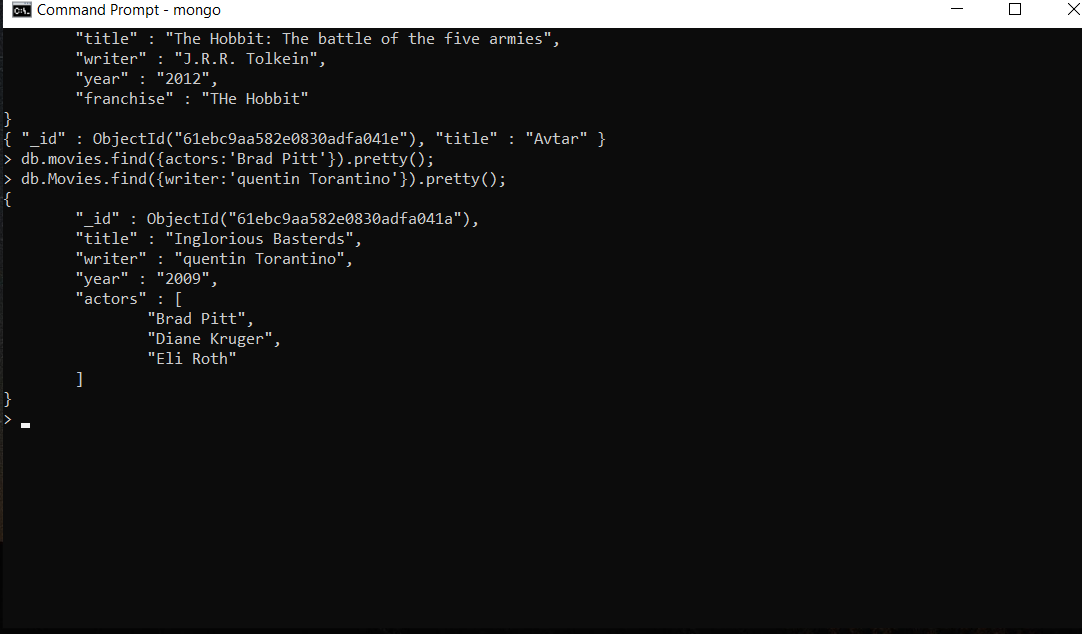 Command Prompt - mongo
"title" : "The Hobbit: The battle of the five armies",
"writer" : "J.R.R. Tolkein",
"year" : "2012",
"franchise" : "THe Hobbit"
}
{ "_id" : ObjectId("61ebc9aa582e0830adfa041e"), "title" : "Avtar" }
> db.movies.find({actors:'Brad Pitt'}).pretty();
> db.Movies.find({writer:'quentin Torantino'}).pretty();
{
"_id" : ObjectId("61ebc9aa582e0830adfa041a"),
"title" : "Inglorious Basterds",
"writer" : "quentin Torantino",
"year" : "2009",
"actors" : [
"Brad Pitt",
"Diane Kruger",
"Eli Roth"
]
}
>